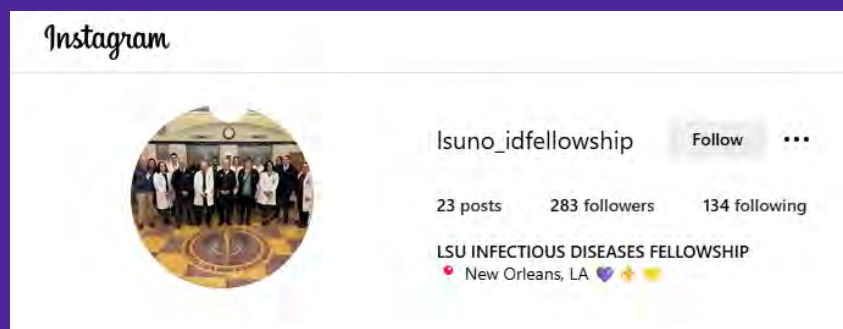 Instagram
lsuno_idfellowship Follow
23 posts 283 followers 134 following
LSU INFECTIOUS DISEASES FELLOWSHIP
New Orleans, LA